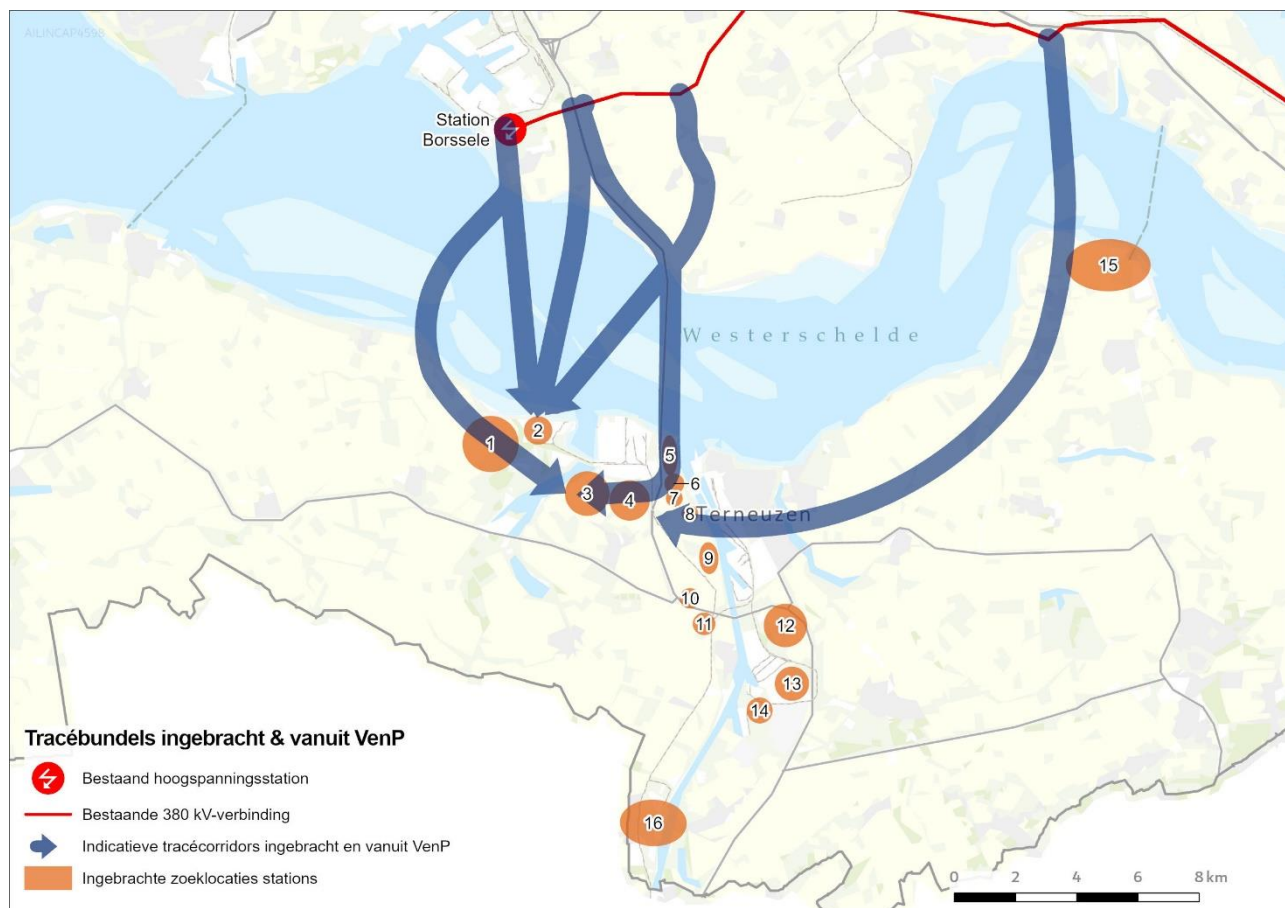 AILINCAP459B
Station
Borssele
15
Westerschelde
1
2
3
4
5
6
7
8
Terneuzen
9
10
11
12
13
14
16
Tracébundels ingebracht & vanuit VenP
Bestaand hoogspanningsstation
Bestaande 380 kV-verbinding
Indicatieve tracécorridors ingebracht en vanuit VenP
Ingebrachte zoeklocaties stations
0 2 4 6 8 km